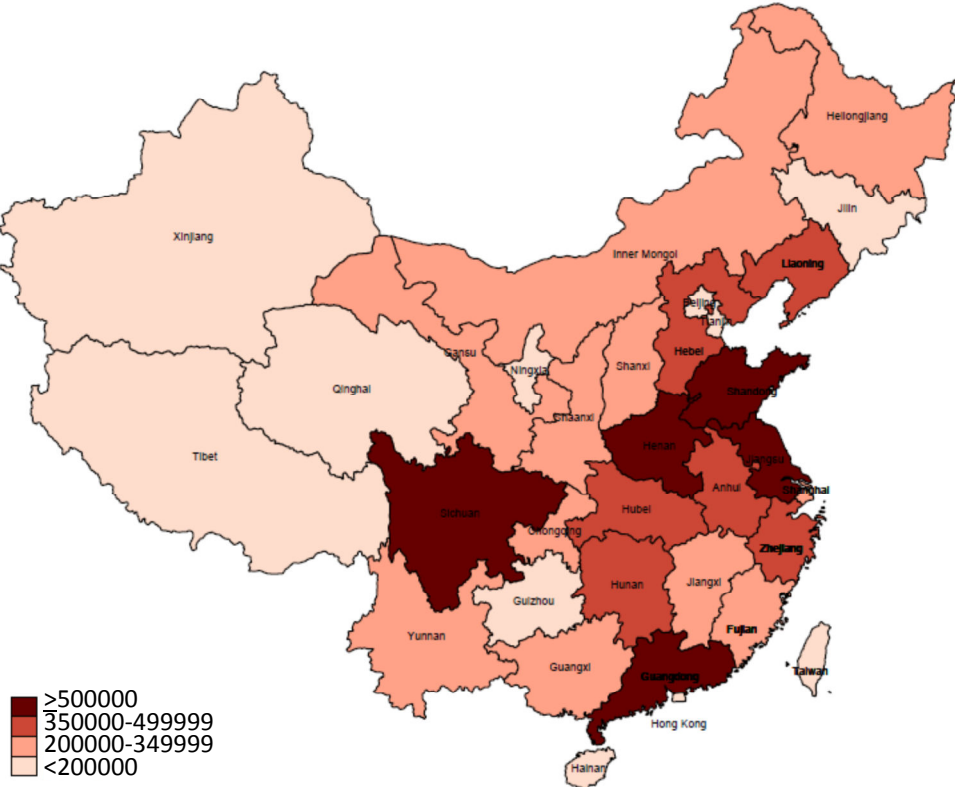 Heilongjiang
Jilin
Xinjiang
Inner Mongol
Liaoning
Beijing
Tianjin
Gansu
Hebei
Ningxia
Shanxi
Qinghai
Shandong
Shaanxi
Henan
Tibet
Jiangsu
Anhui
Shanghai
Sichuan
Hubei
Chongqing
Zhejiang
Hunan
Jiangxi
Guizhou
Fujian
Yunnan
Guangxi
Guangdong
Taiwan
Hong Kong
Hainan
≥500000
350000-499999
200000-349999
<200000